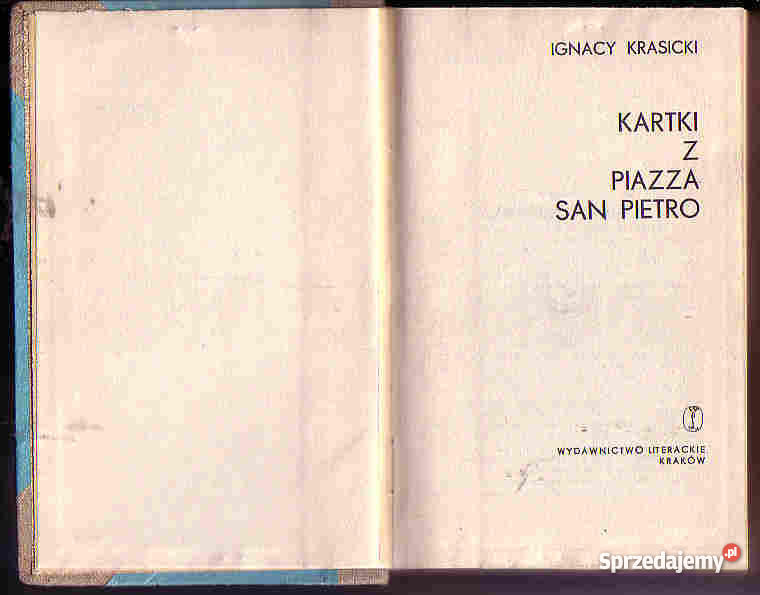 IGNACY KRASICKI
KARTKI
Z
PIAZZA
SAN PIETRO
WYDAWNICTWO LITERACKIE
KRAKÓW
Sprzedajemy.pl